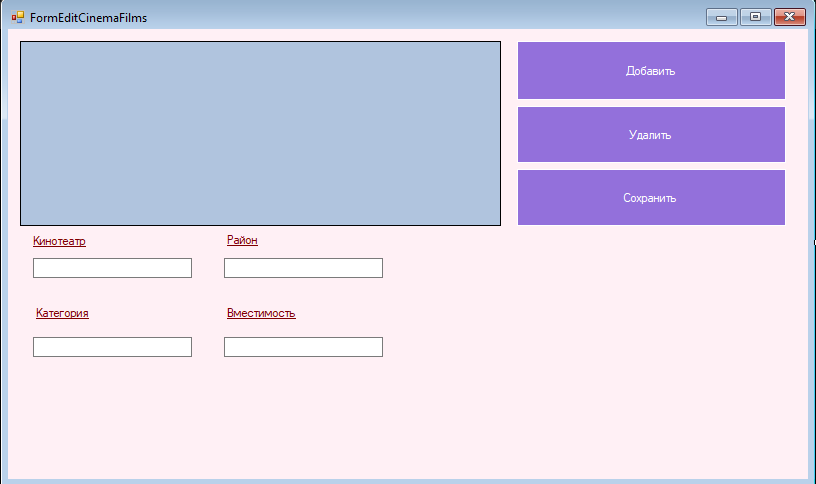 FormEditCinemaFilms
Добавить
Удалить
Сохранить
Кинотеатр
Район
Категория
Вместимость